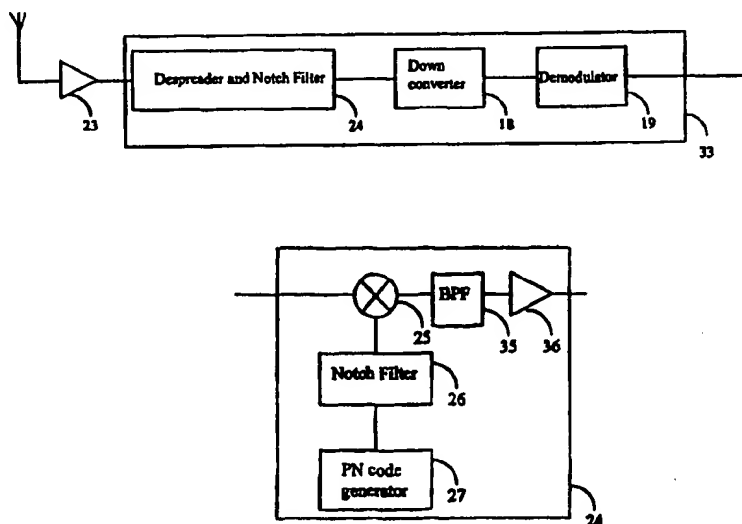 Despreader and Notch Filter
Down
converter
Demodulator
23
24
18
19
33
BPF
25
35
36
Notch Filter
26
PN code
generator
27
24